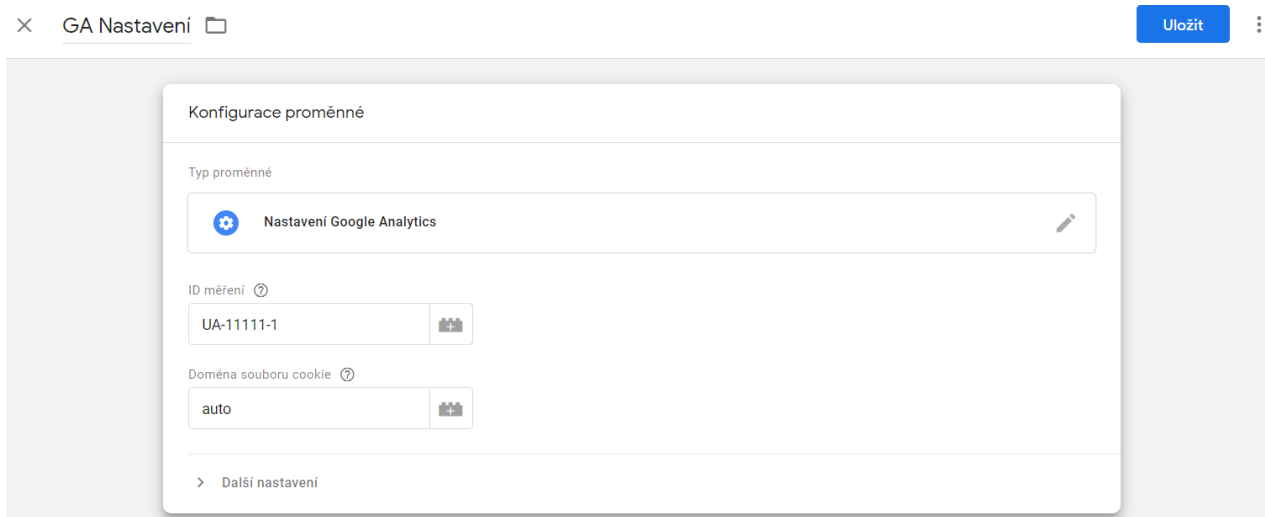 GA Nastavení
Uložit
Konfigurace proměnné
Typ proměnné
Nastavení Google Analytics
ID měření
UA-11111-1
Doména souboru cookie
auto
Další nastavení